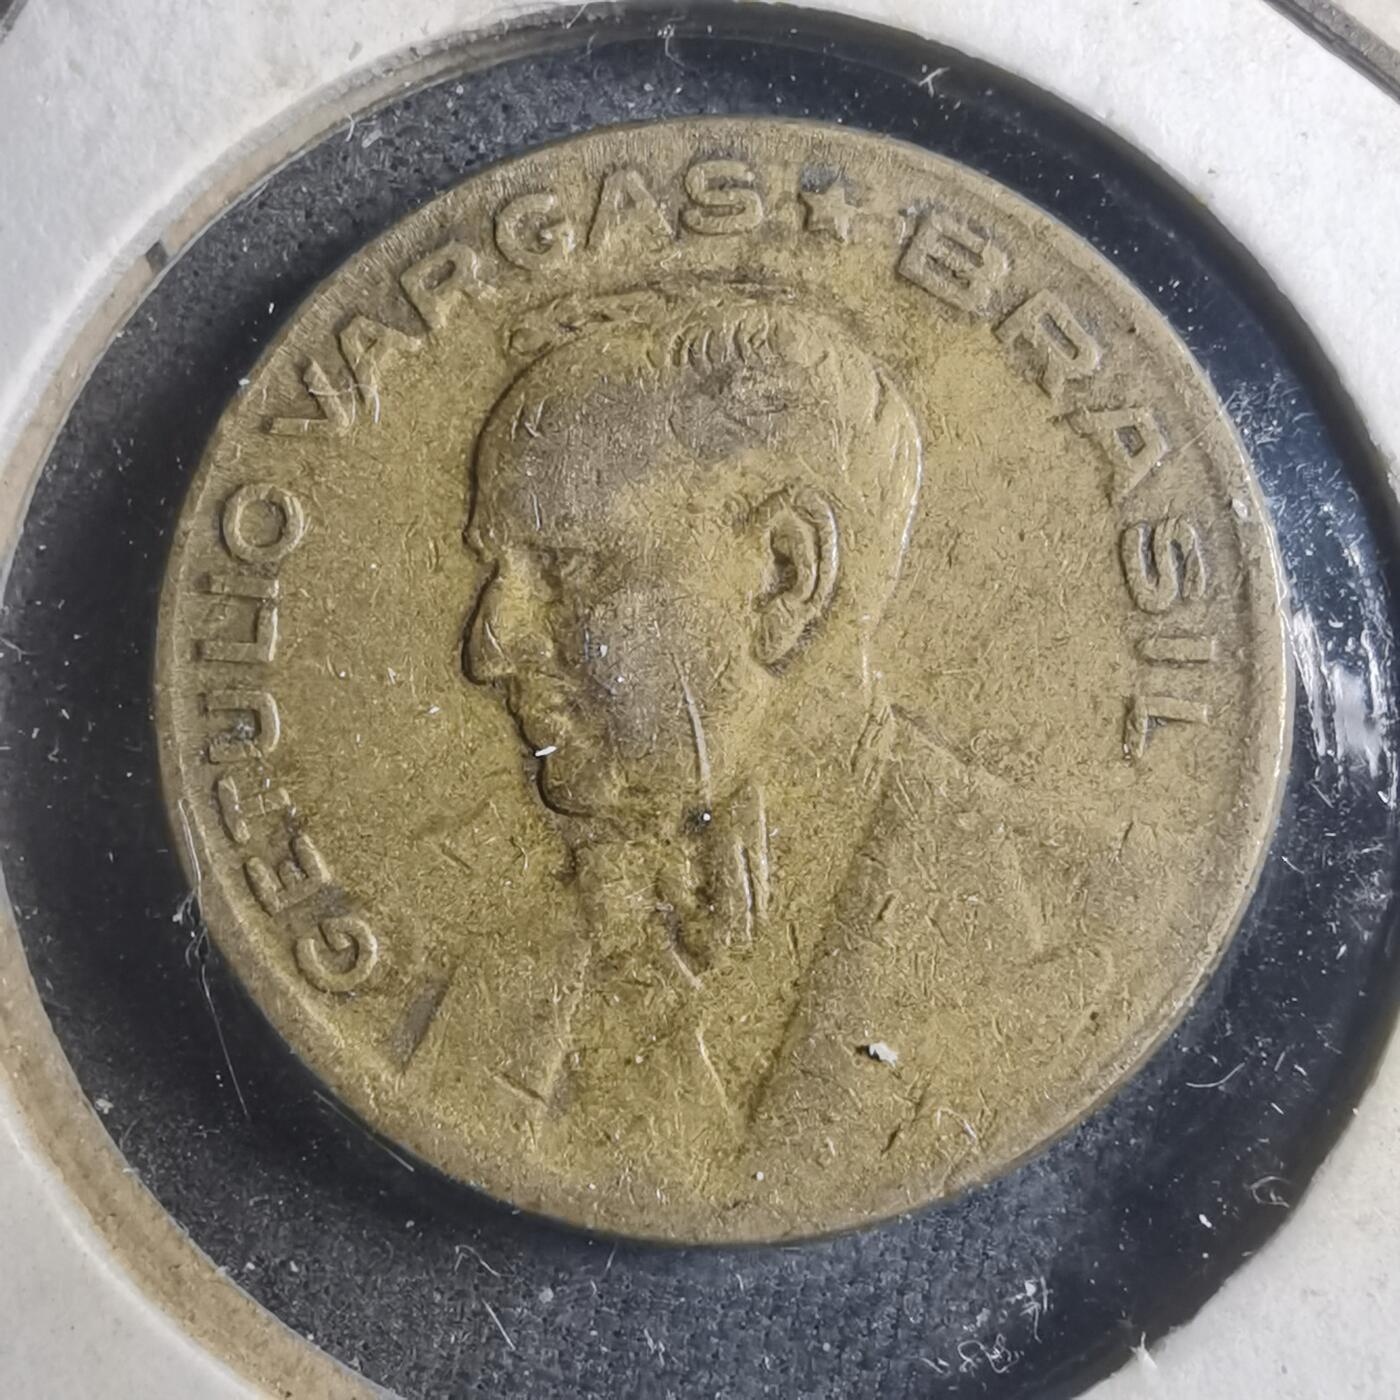 GETULIO VARGAS ★ BRASIL